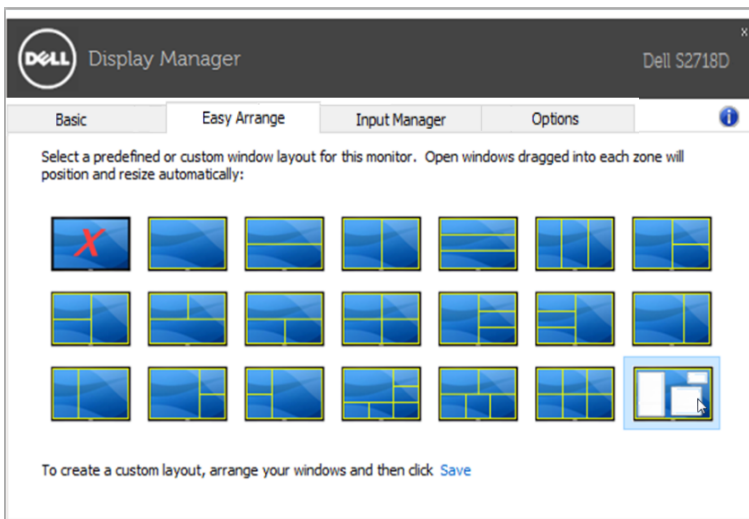 x
DELL Display Manager
Dell S2718D
Basic Easy Arrange Input Manager Options i
Select a predefined or custom window layout for this monitor. Open windows dragged into each zone will
position and resize automatically:
X
To create a custom layout, arrange your windows and then click Save